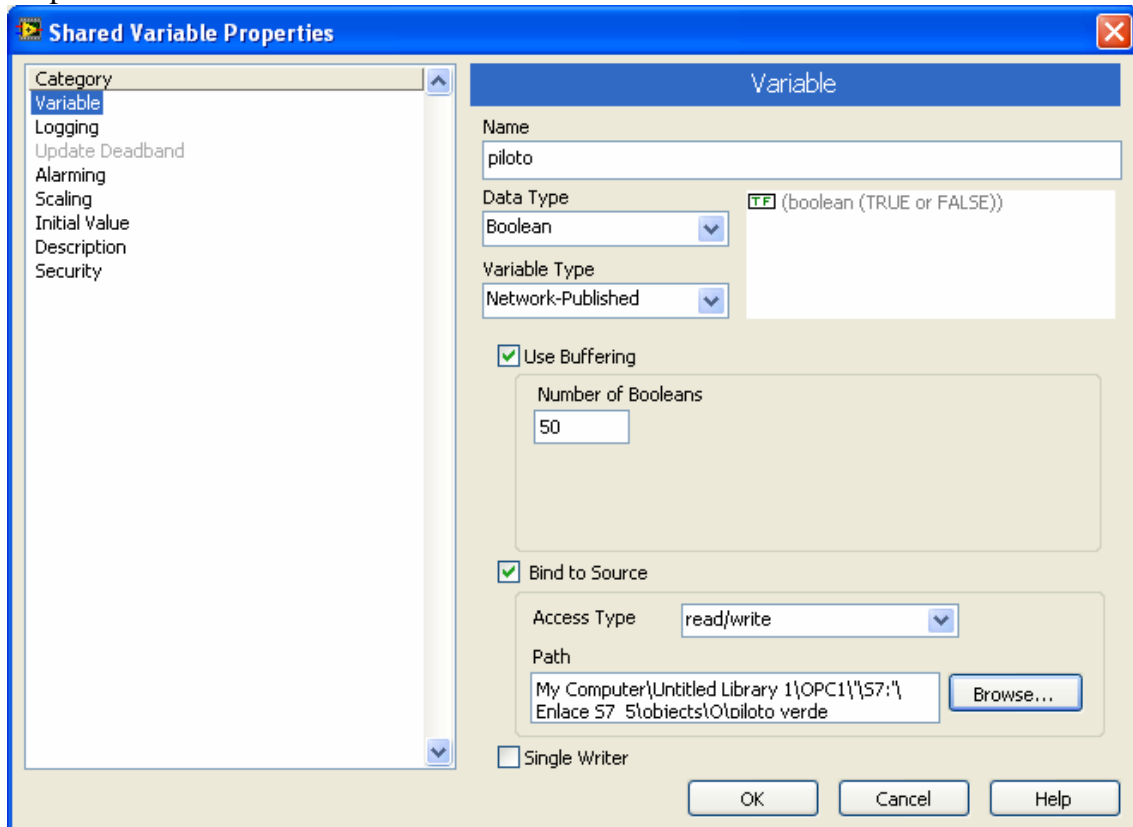 Shared Variable Properties
Category
Variable
Logging
Update Deadband
Alarming
Scaling
Initial Value
Description
Security
Variable
Name
piloto
Data Type
TF (boolean (TRUE or FALSE))
Boolean
Variable Type
Network-Published
Use Buffering
Number of Booleans
50
Bind to Source
Access Type read/write
Path
My Computer\Untitled Library 1\OPC1\"\S7:"\
Enlace S7_5\objects\O\piloto verde
Browse...
Single Writer
OK Cancel Help